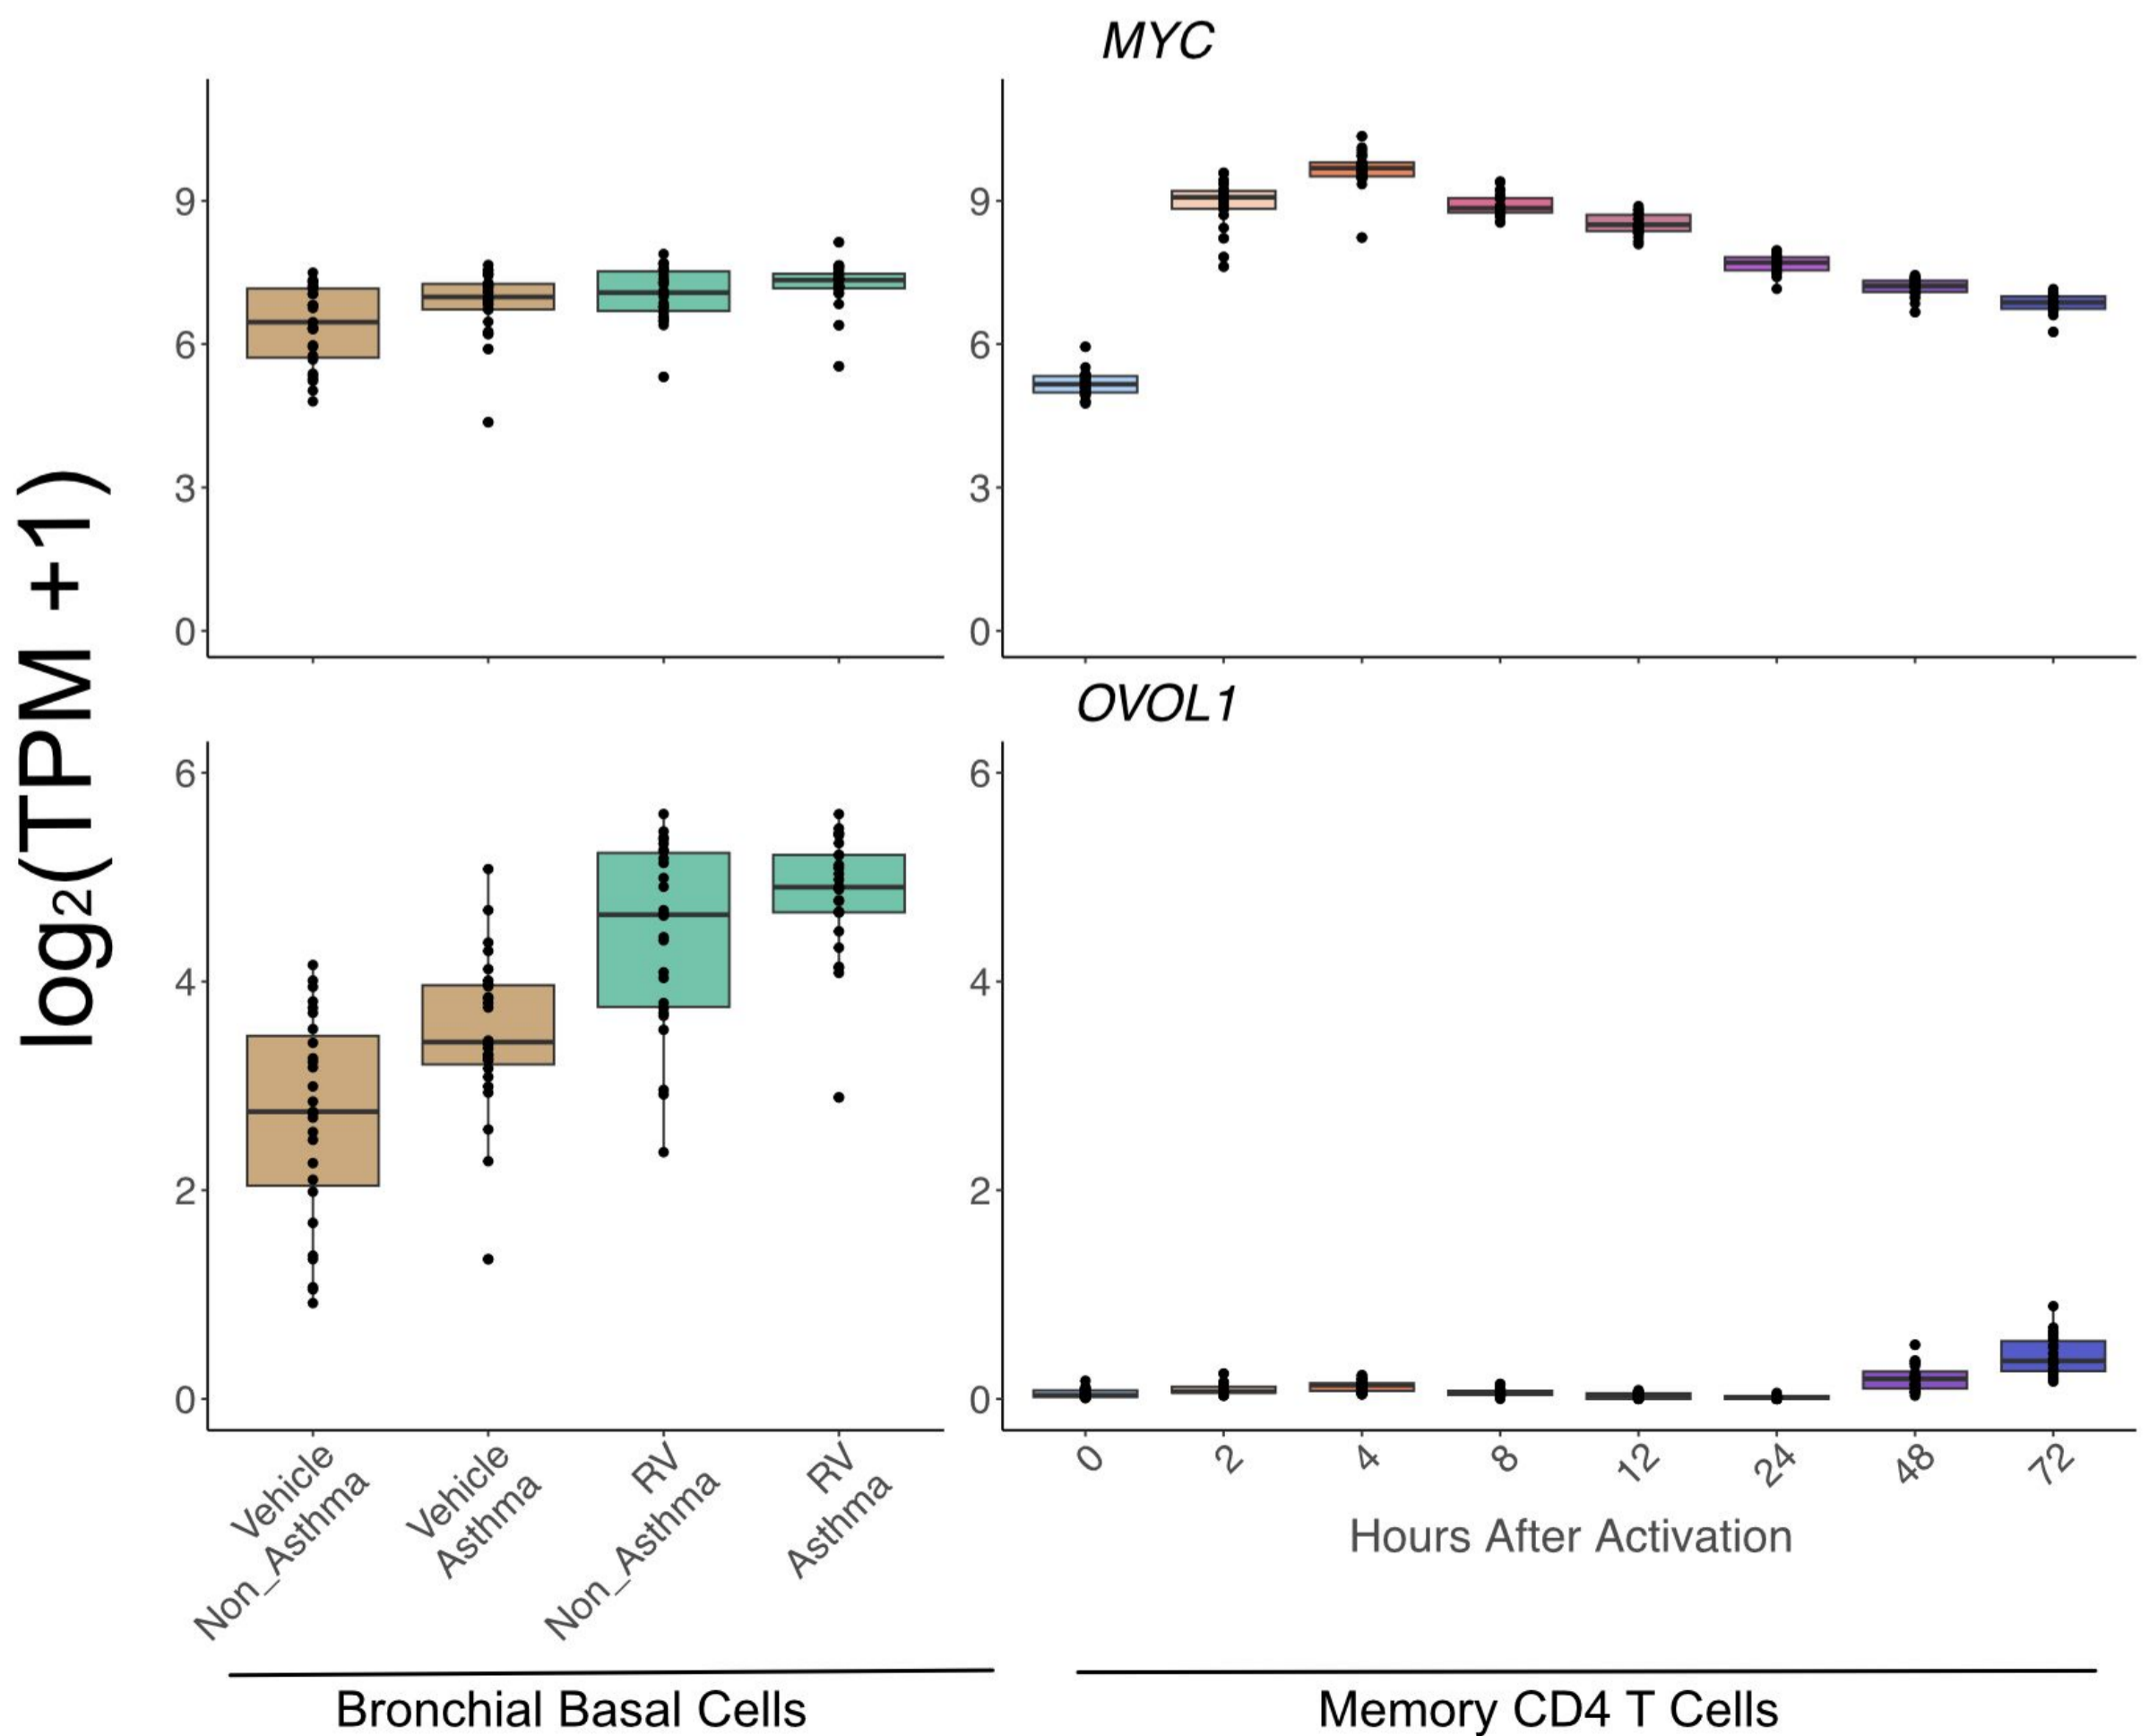 MYC
log₂(TPM +1)
9
6
3
0
9
6
3
0
OVOL1
6
4
2
0
6
4
2
0
Vehicle
Non_Asthma
Vehicle
Asthma
RV
Non_Asthma
RV
Asthma
0
2
4
8
12
24
48
72
Hours After Activation
Bronchial Basal Cells
Memory CD4 T Cells